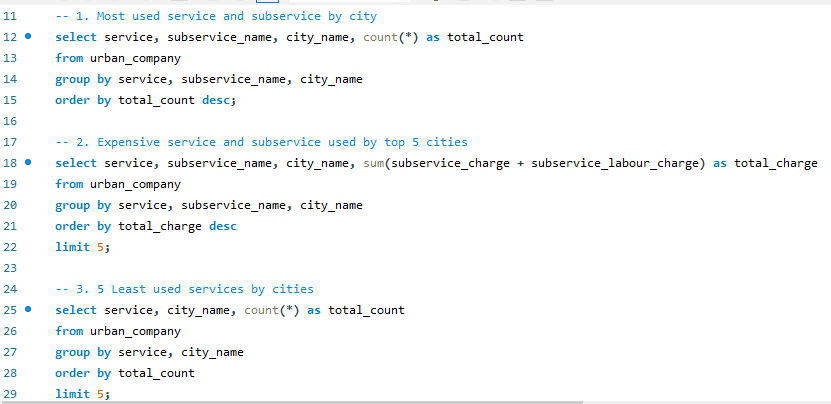 11 -- 1. Most used service and subservice by city
12 select service, subservice_name, city_name, count(*) as total_count
13 from urban_company
14 group by service, subservice_name, city_name
15 order by total_count desc;
16
17 -- 2. Expensive service and subservice used by top 5 cities
18 select service, subservice_name, city_name, sum(subservice_charge + subservice_labour_charge) as total_charge
19 from urban_company
20 group by service, subservice_name, city_name
21 order by total_charge desc
22 limit 5;
23
24 -- 3. 5 Least used services by cities
25 select service, city_name, count(*) as total_count
26 from urban_company
27 group by service, city_name
28 order by total_count
29 limit 5;